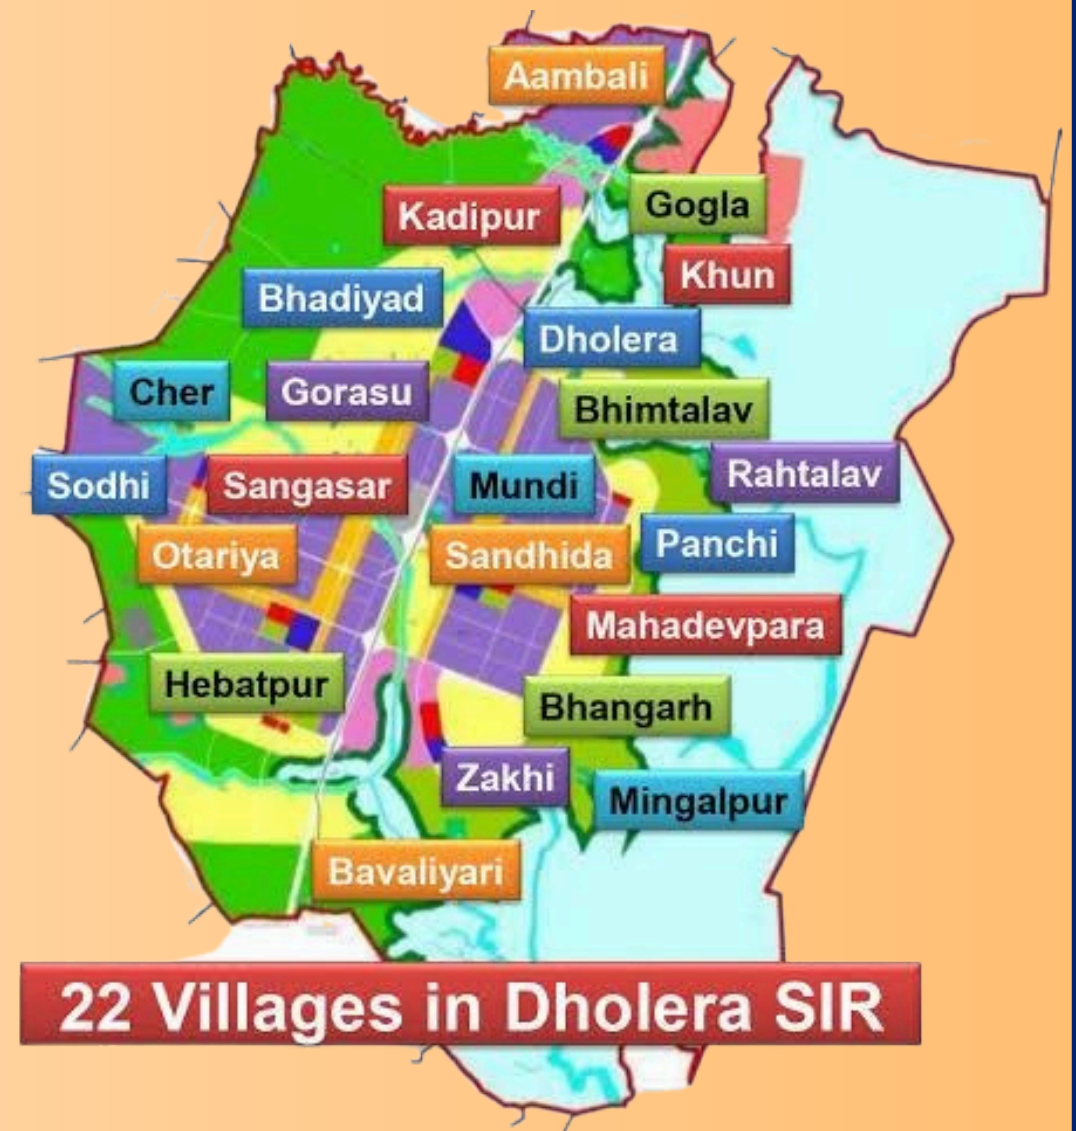 Aambali
Gogla
Kadipur
Khun
Bhadiyad
Dholera
Cher
Gorasu
Bhimtalav
Rahtalav
Sodhi
Sangasar
Mundi
Panchi
Otariya
Sandhida
Mahadevpara
Hebatpur
Bhangarh
Zakhi
Mingalpur
Bavaliyari
22 Villages in Dholera SIR